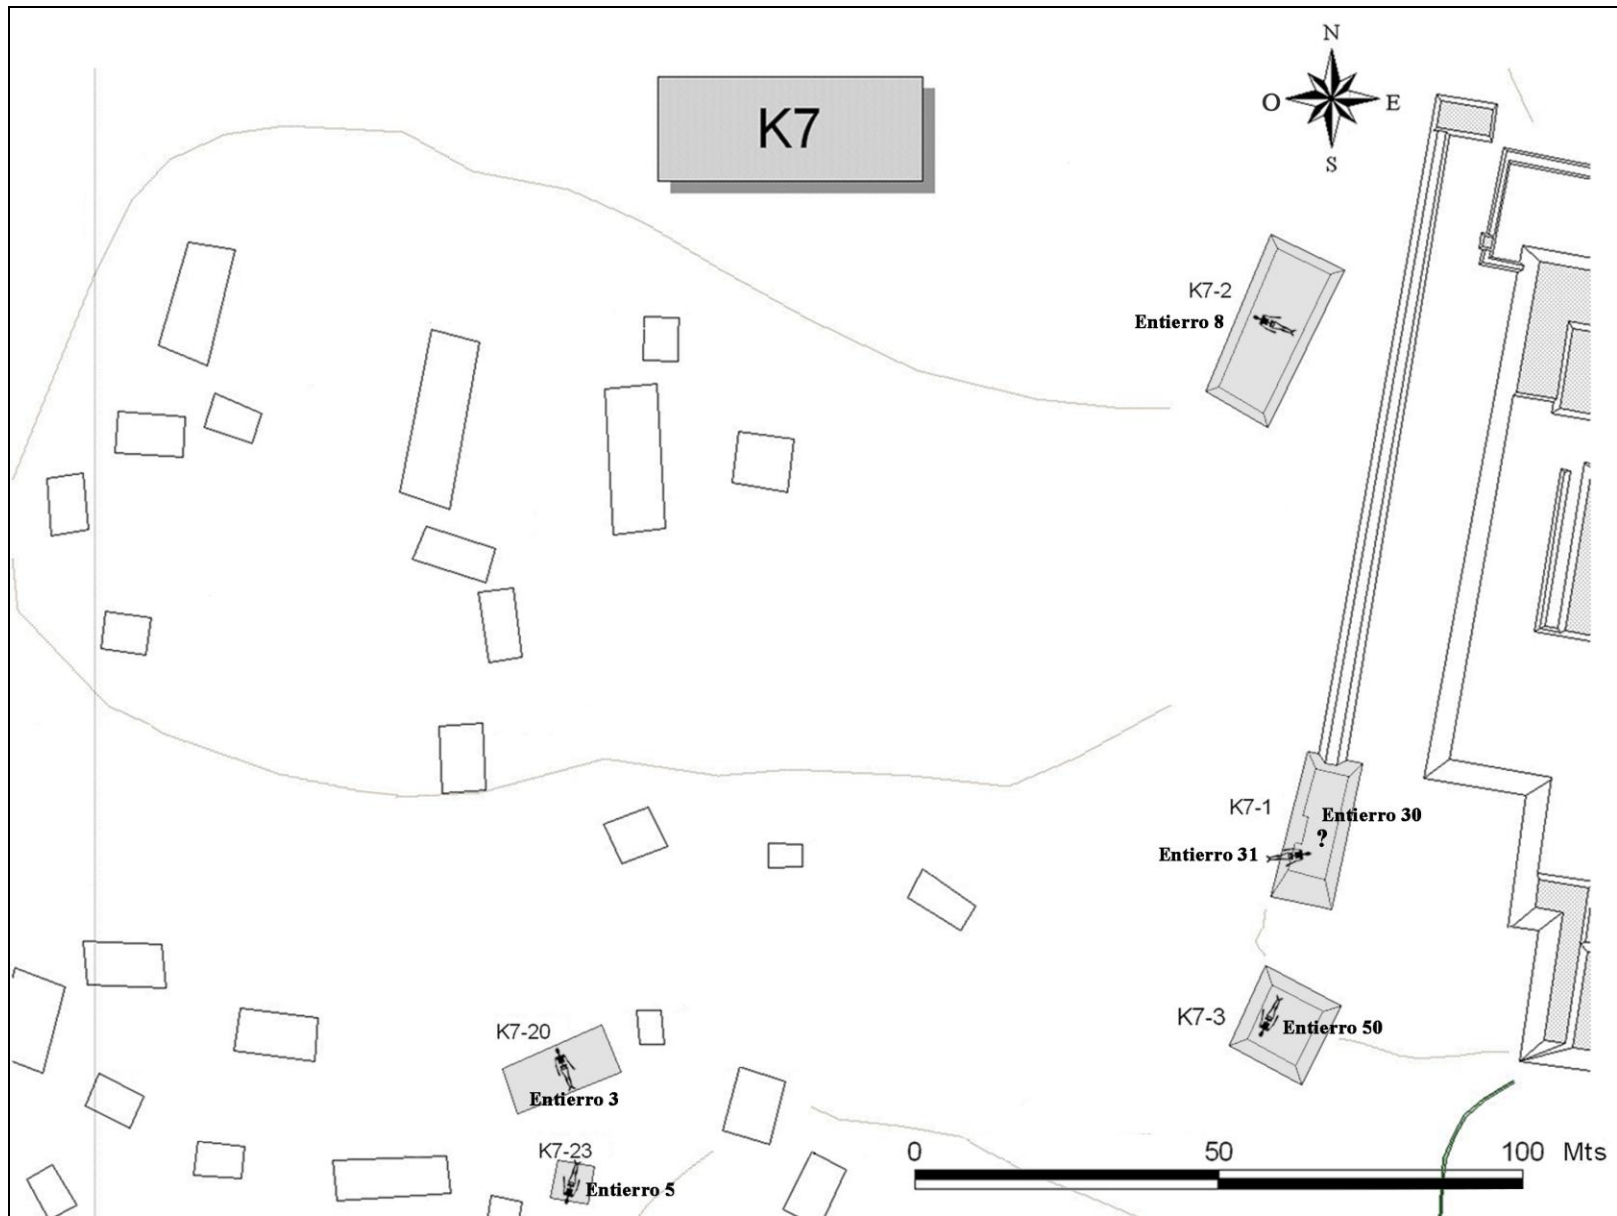 N
K7
O
E
S
K7-2
Entierro 8
K7-1
Entierro 30
?
Entierro 31
K7-3
Entierro 50
K7-20
Entierro 3
K7-23
Entierro 5
0 50 100 Mts